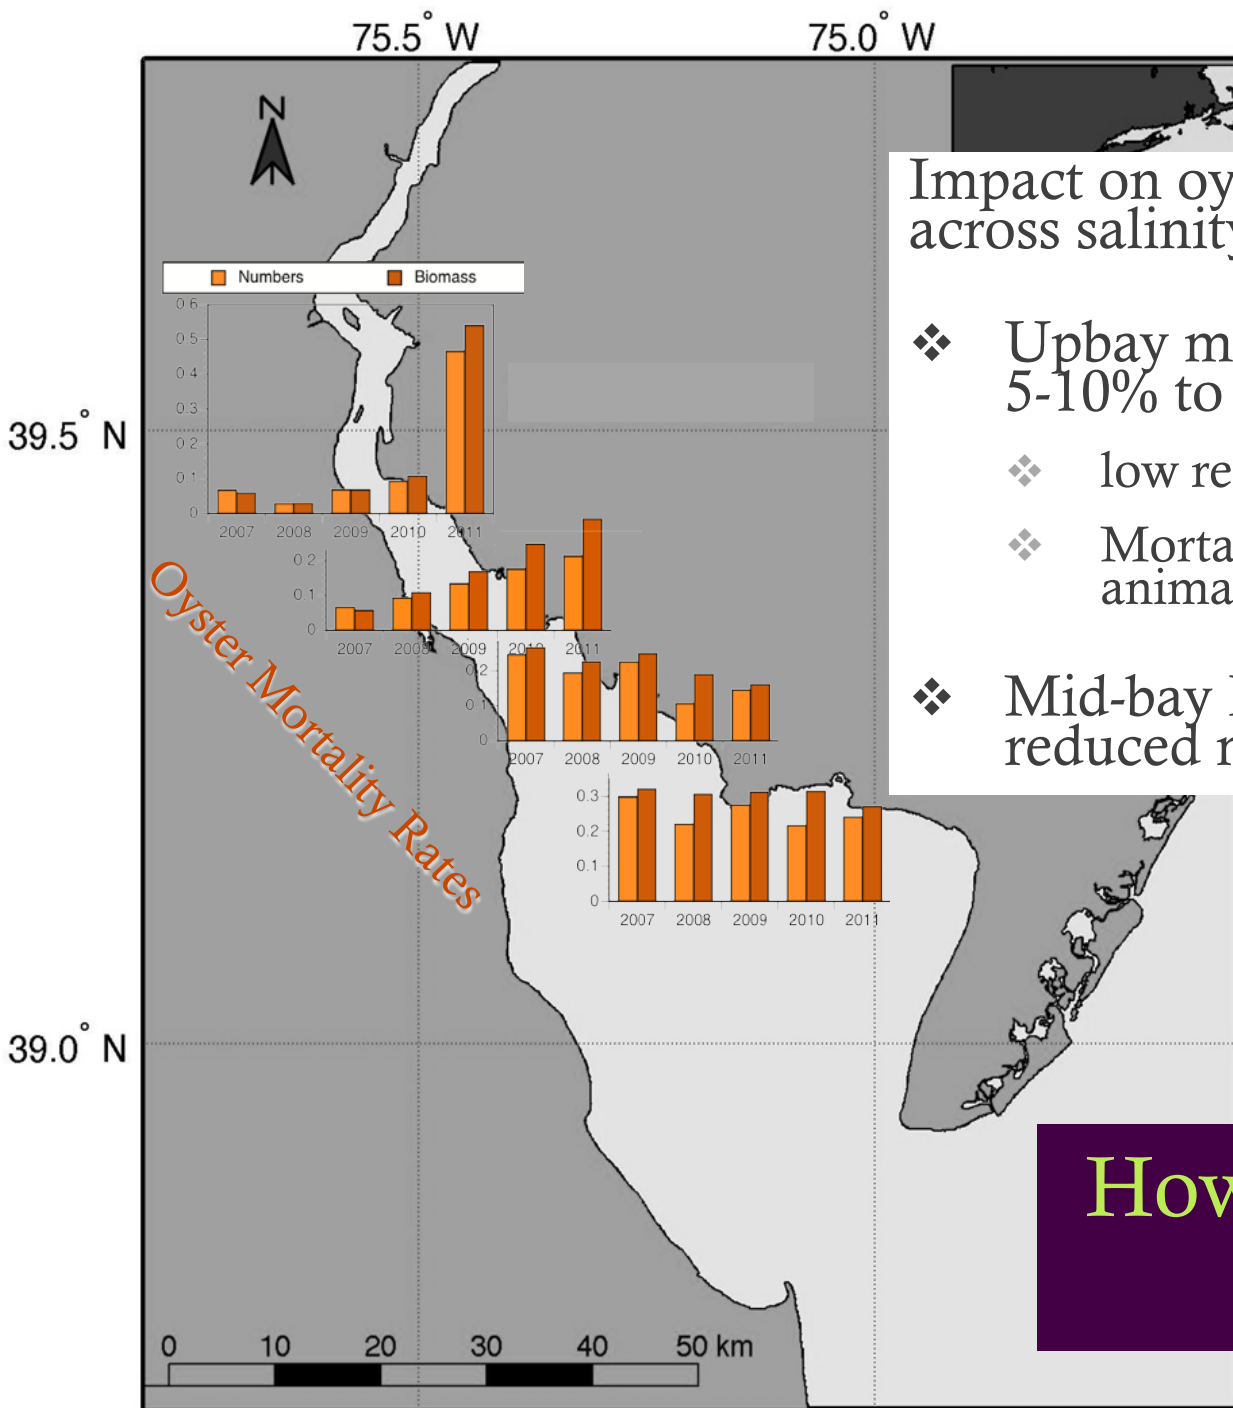 75.5° W 75.0° W
N
Impact on oy
across salinity
Numbers Biomass
0.6
0.5
0.4
0.3
0.2
0.1
0
2007 2008 2009 2010 2011
❖ Upbay m
5-10% to
39.5° N
❖ low re
❖ Morta
anima
0.2
0.1
0
2007 2008 2009 2010 2011
Oyster Mortality Rates
0.2
0.1
0
2007 2008 2009 2010 2011
❖ Mid-bay
reduced
0.3
0.2
0.1
0
2007 2008 2009 2010 2011
39.0° N
How
0 10 20 30 40 50 km